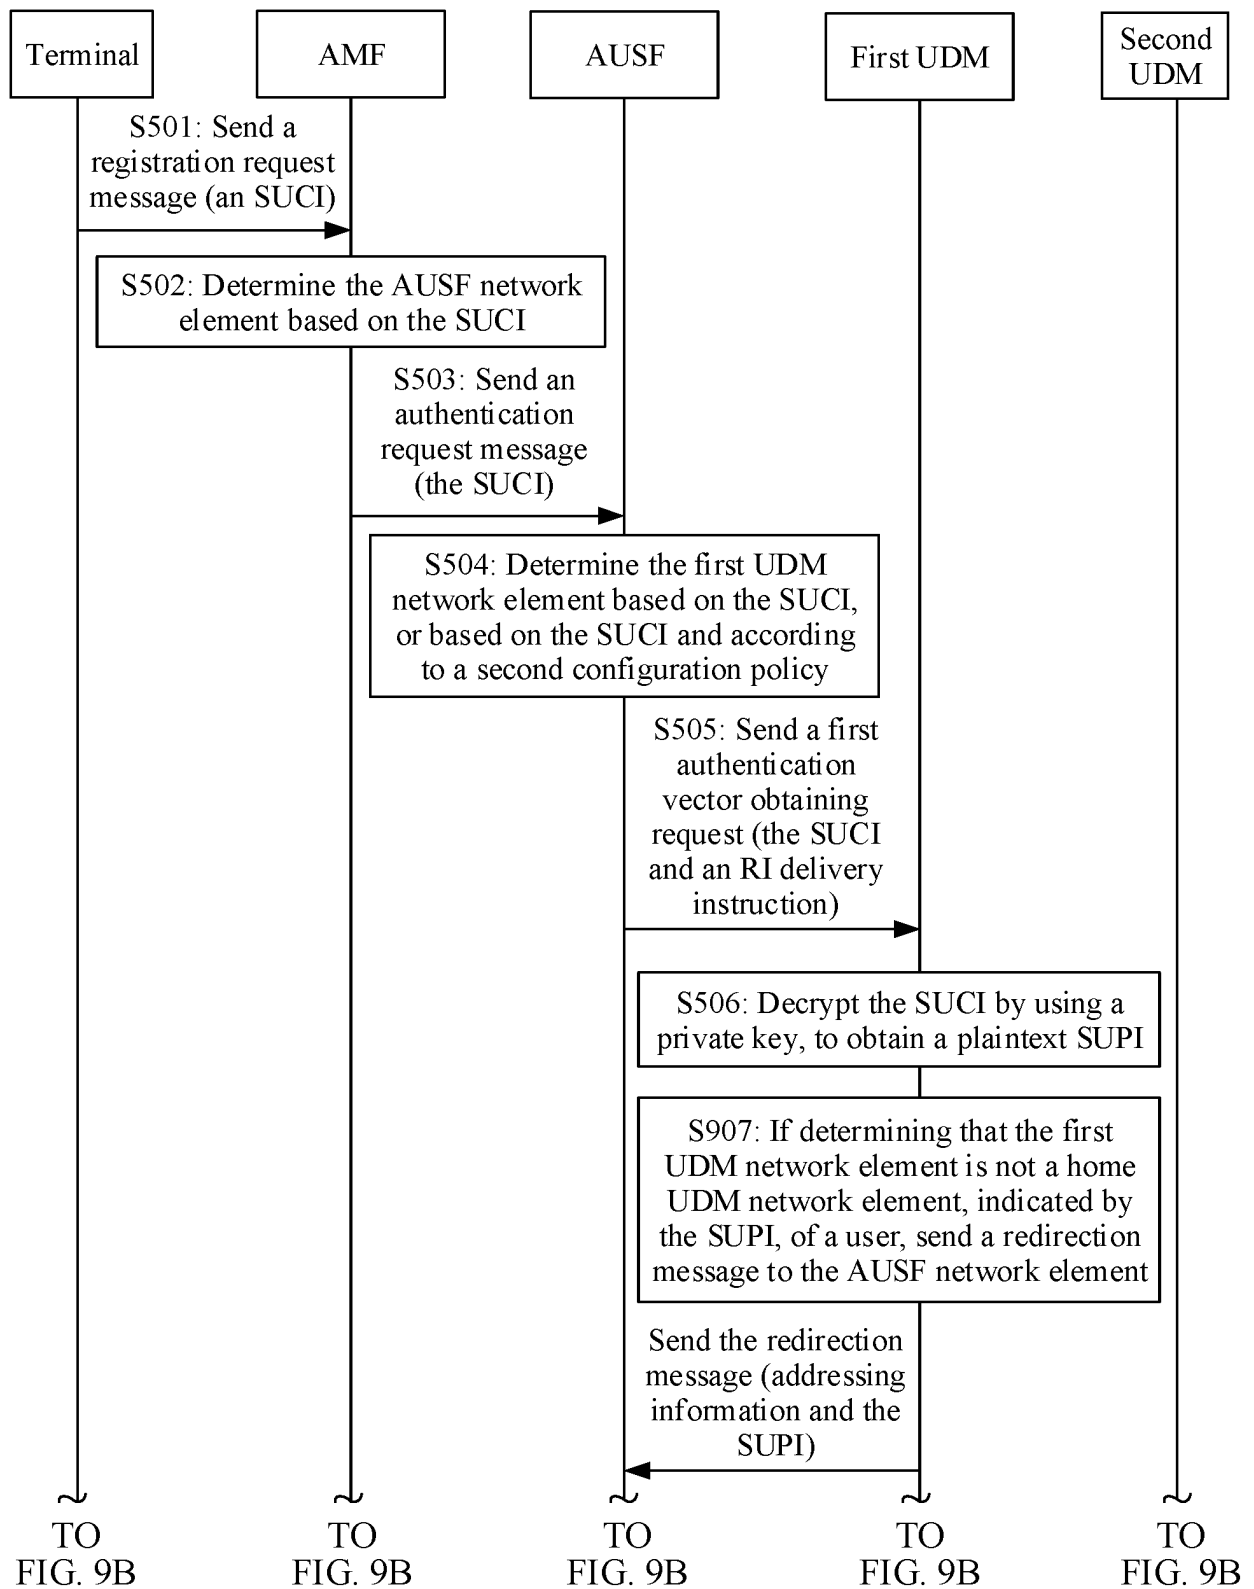 Terminal
AMF
AUSF
First UDM
Second
UDM
S501: Send a
registration request
message (an SUCI)
S502: Determine the AUSF network
element based on the SUCI
S503: Send an
authentication
request message
(the SUCI)
S504: Determine the first UDM
network element based on the SUCI,
or based on the SUCI and according
to a second configuration policy
S505: Send a first
authentication
vector obtaining
request (the SUCI
and an RI delivery
instruction)
S506: Decrypt the SUCI by using a
private key, to obtain a plaintext SUPI
S907: If determining that the first
UDM network element is not a home
UDM network element, indicated by
the SUPI, of a user, send a redirection
message to the AUSF network element
Send the redirection
message (addressing
information and the
SUPI)
TO
FIG. 9B
TO
FIG. 9B
TO
FIG. 9B
TO
FIG. 9B
TO
FIG. 9B